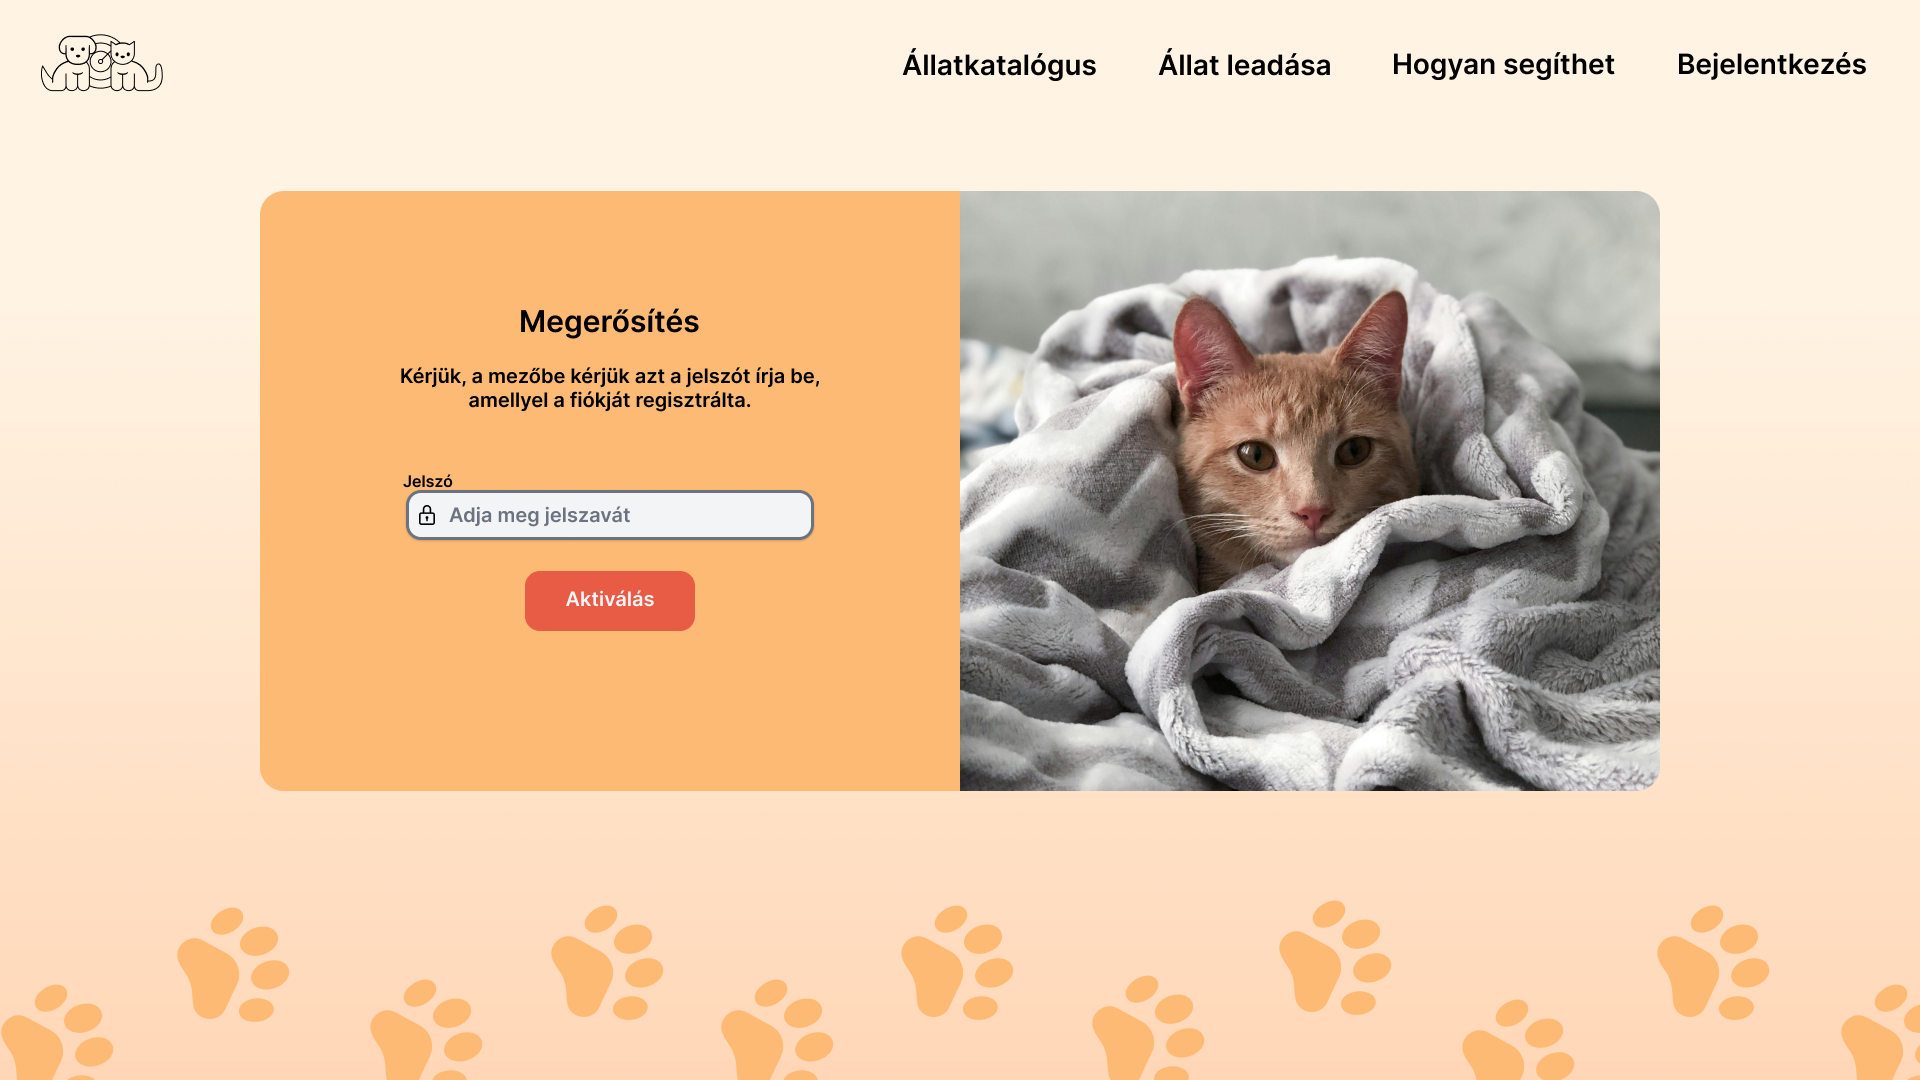 Állatkatalógus
Állat leadása
Hogyan segíthet
Bejelentkezés
Megerősítés
Kérjük, a mezőbe kérjük azt a jelszót írja be,
amellyel a fiókját regisztrálta.
Jelszó
Adja meg jelszavát
Aktiválás